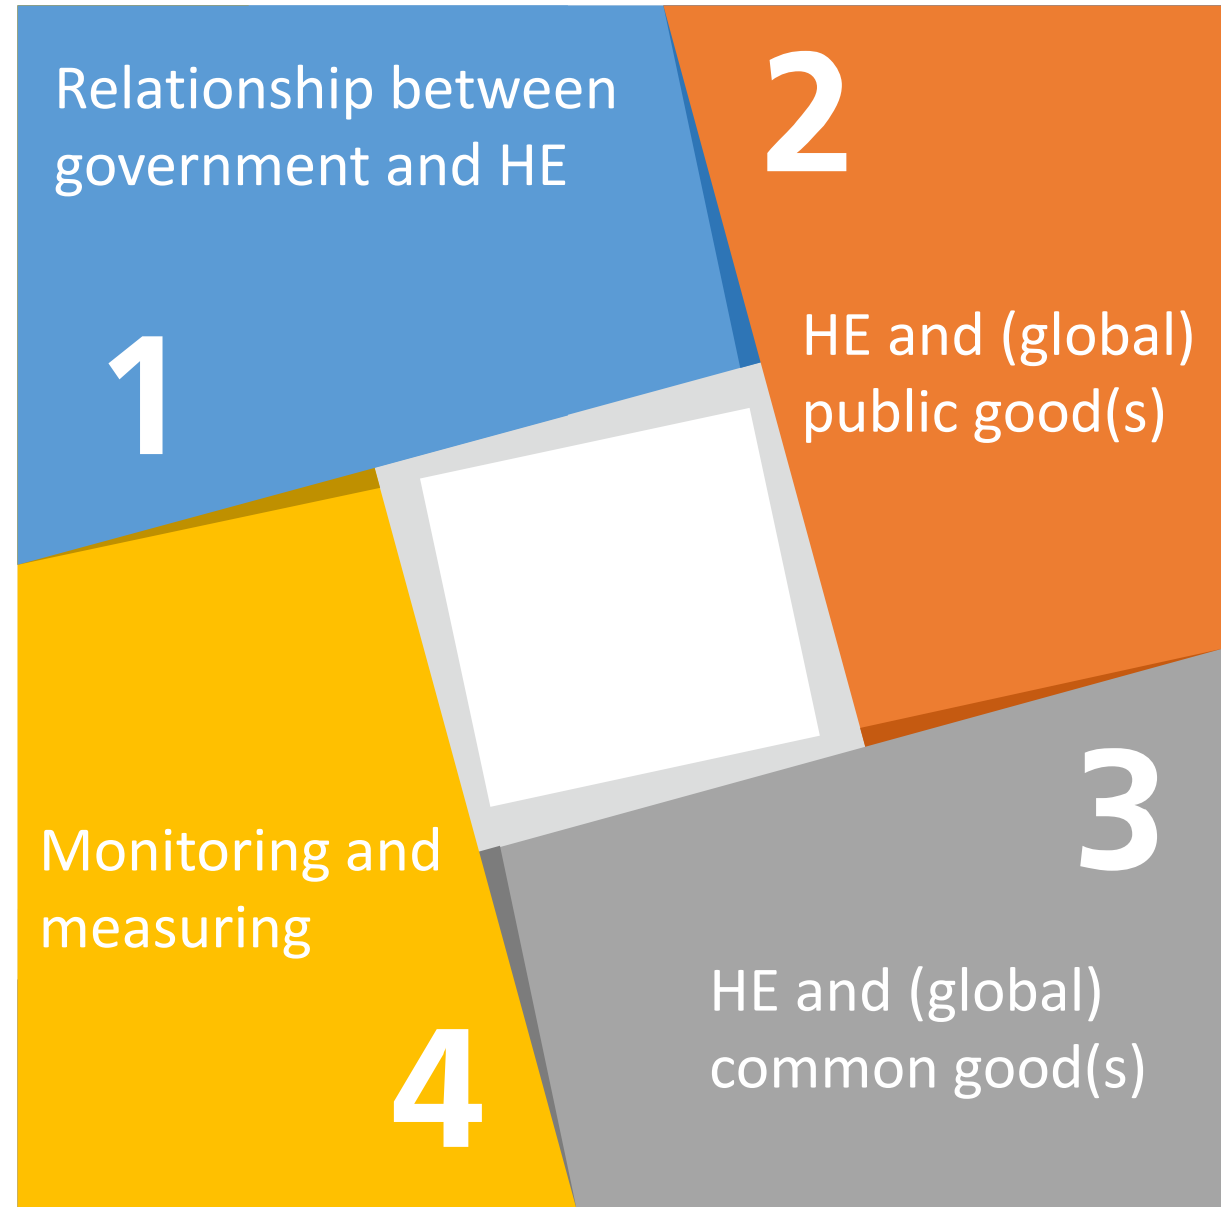 Relationship between
government and HE
1
2
HE and (global)
public good(s)
3
HE and (global)
common good(s)
Monitoring and
measuring
4